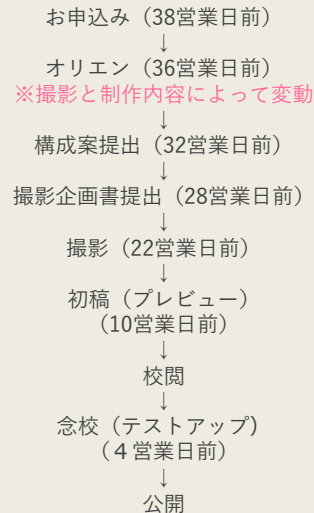 お申込み（38営業日前）
↓
オリエン（36営業日前）
※撮影と制作内容によって変動
↓
構成案提出（32営業日前）
↓
撮影企画書提出（28営業日前）
↓
撮影（22営業日前）
↓
初稿（プレビュー）
（10営業日前）
↓
校閲
↓
念校（テストアップ)
（４営業日前）
↓
公開